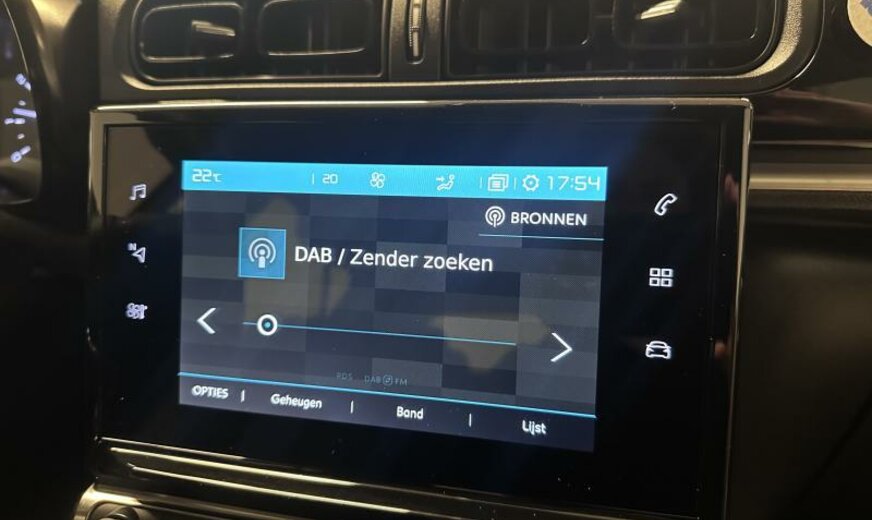 22°C | 20 | | 17:54
BRONNEN
DAB / Zender zoeken
N
RDS DAB FM
OPTIES | Geheugen | Band | Lijst